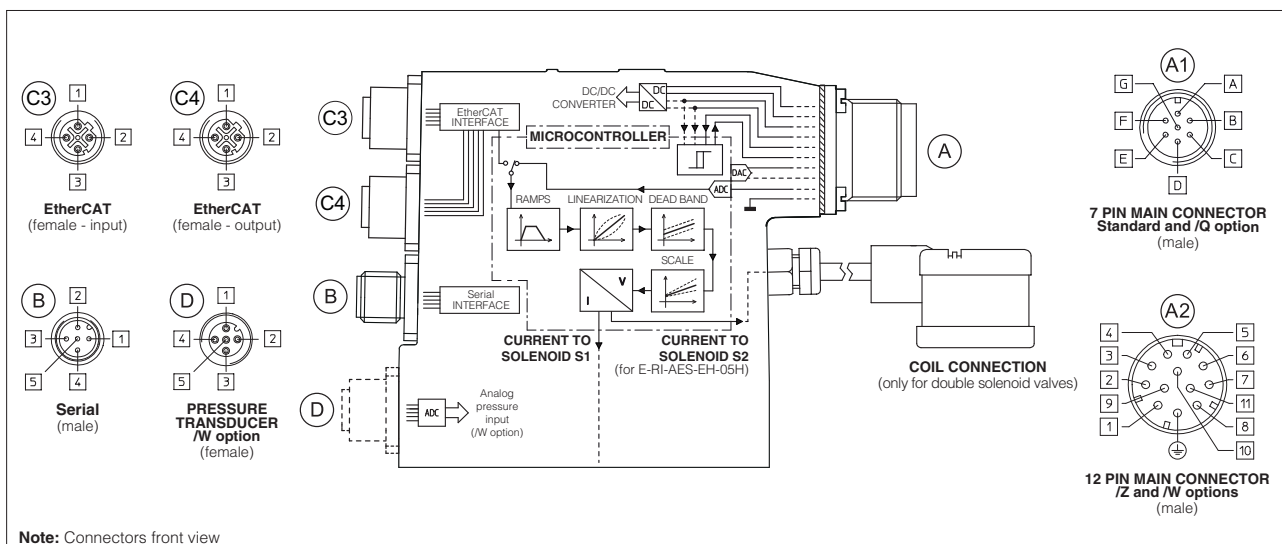 C3
1
4
2
3
EtherCAT
(female - input)
C4
1
4
2
3
EtherCAT
(female - output)
B
2
3
1
5
4
Serial
(male)
D
1
4
2
5
3
PRESSURE
TRANSDUCER
/W option
(female)
C3
C4
B
D
EtherCAT
INTERFACE
DC/DC
CONVERTER
DC
DC
MICROCONTROLLER
DAC
ADC
RAMPS
LINEARIZATION
DEAD BAND
SCALE
V
I
Serial
INTERFACE
CURRENT TO
SOLENOID S1
CURRENT TO
SOLENOID S2
(for E-RI-AES-EH-05H)
ADC
Analog
pressure
input
(/W option)
A
COIL CONNECTION
(only for double solenoid valves)
A1
G
A
F
B
E
C
D
7 PIN MAIN CONNECTOR
Standard and /Q option
(male)
A2
4
5
3
6
2
7
9
11
1
8
10
12 PIN MAIN CONNECTOR
/Z and /W options
(male)
Note: Connectors front view